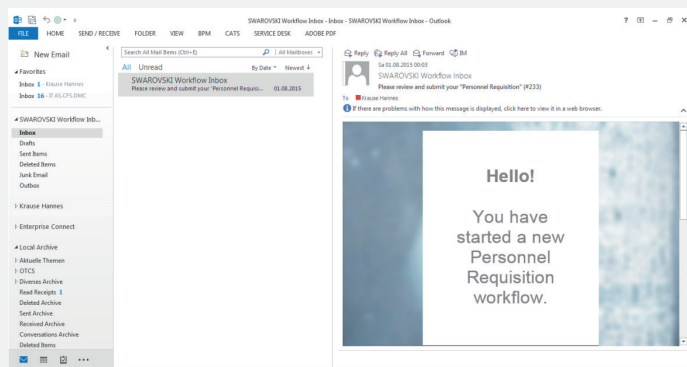 SWAROVSKI Workflow Inbox - Inbox - SWAROVSKI Workflow Inbox - Outlook
FILE HOME SEND / RECEIVE FOLDER VIEW BPM CATS SERVICE DESK ADOBE PDF
New Email
Favorites
Inbox 1 - Krause Hannes
Inbox 16 - IT AS CFS.DMC
SWAROVSKI Workflow Inb...
Inbox
Drafts
Sent Items
Deleted Items
Junk Email
Outbox
Krause Hannes
Enterprise Connect
Local Archive
Aktuelle Themen
OTCS
Diverses Archive
Read Receipts 1
Deleted Archive
Sent Archive
Received Archive
Conversations Archive
Deleted Items
Search All Mail Items (Ctrl+E) All Mailboxes
All Unread By Date Newest
SWAROVSKI Workflow Inbox
Please review and submit your "Personnel Requisi... 01.08.2015
Reply Reply All Forward IM
Sa 01.08.2015 00:03
SWAROVSKI Workflow Inbox
Please review and submit your "Personnel Requisition" (#233)
To Krause Hannes
If there are problems with how this message is displayed, click here to view it in a web browser.
Hello!
You have
started a new
Personnel
Requisition
workflow.